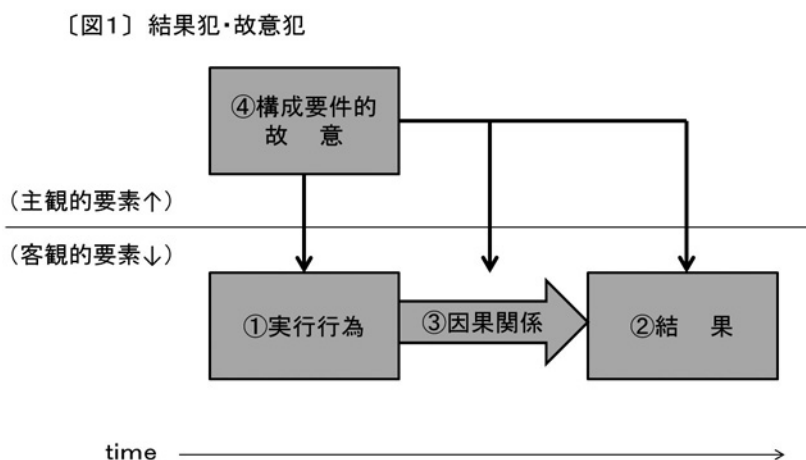 〔図1〕 結果犯・故意犯
④構成要件的
故　意
(主観的要素↑)
(客観的要素↓)
①実行行為
③因果関係
②結　果
time